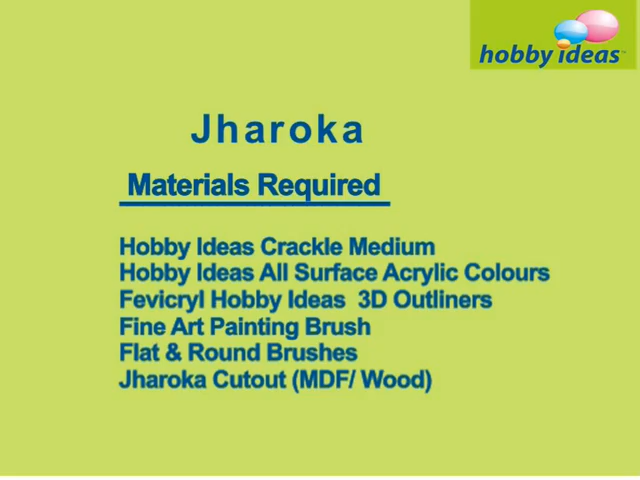 hobby ideas™
Jharoka
Materials Required
Hobby Ideas Crackle Medium
Hobby Ideas All Surface Acrylic Colours
Fevicryl Hobby Ideas 3D Outliners
Fine Art Painting Brush
Flat & Round Brushes
Jharoka Cutout (MDF/ Wood)